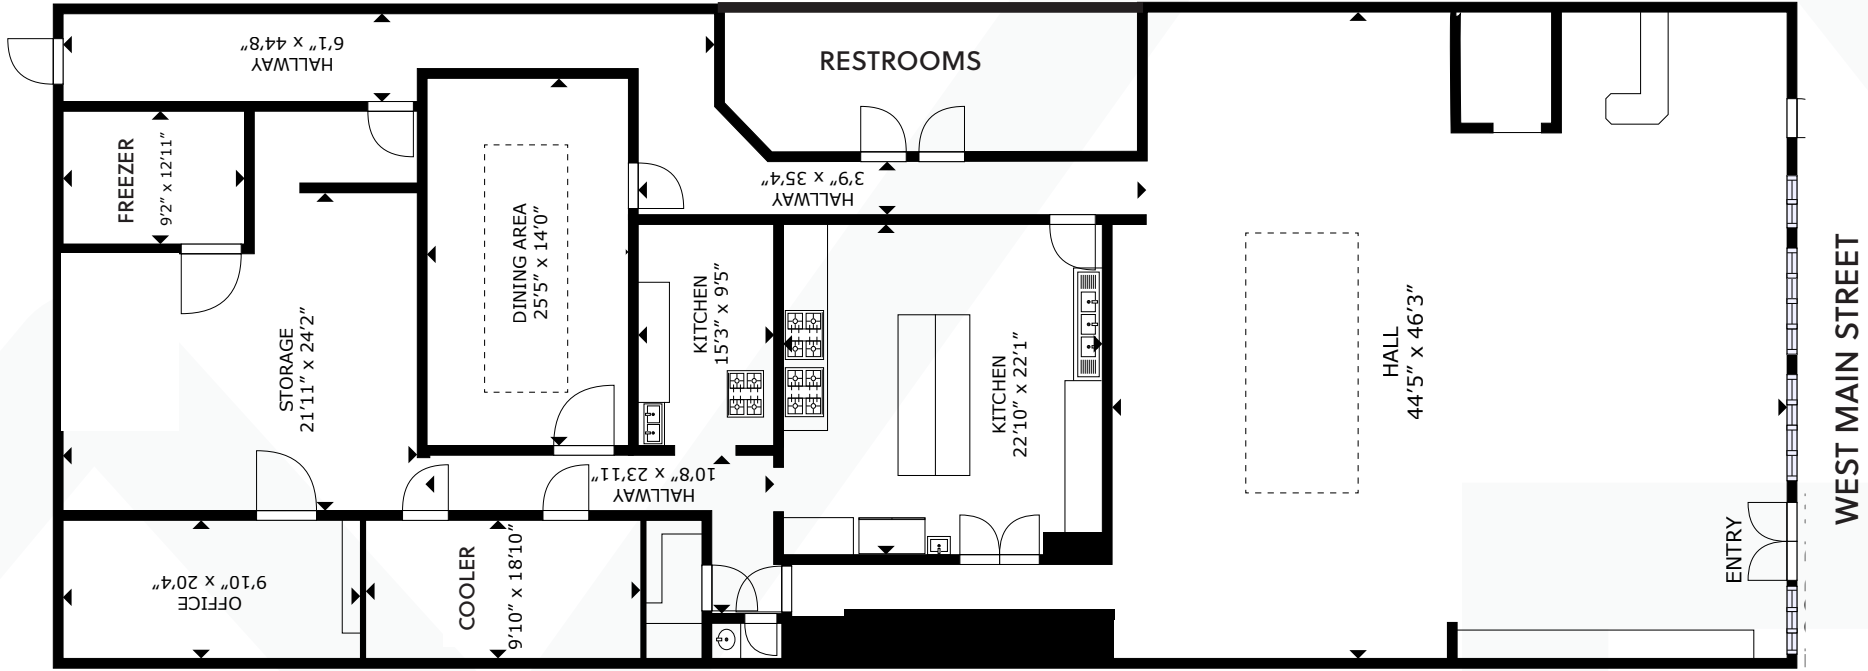 HALLWAY
6'1" x 44'8"
RESTROOMS
FREEZER
9'2" x 12'11"
HALLWAY
3'9" x 35'4"
DINING AREA
25'5" x 14'0"
STORAGE
21'11" x 24'2"
KITCHEN
15'3" x 9'5"
KITCHEN
22'10" x 22'1"
HALL
44'5" x 46'3"
WEST MAIN STREET
HALLWAY
10'8 x 23'11"
OFFICE
9'10" x 20'4"
COOLER
9'10" x 18'10"
ENTRY